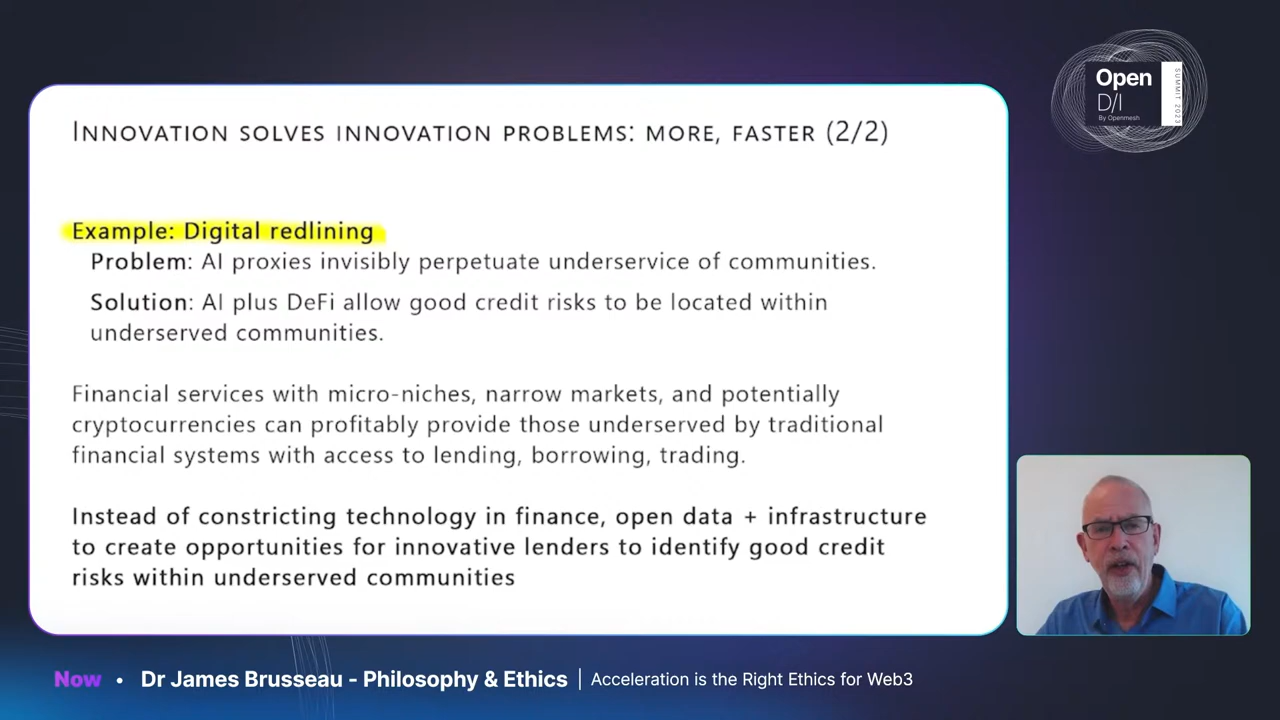 Open
D/I
By Openmesh
SUMMIT 2023
INNOVATION SOLVES INNOVATION PROBLEMS: MORE, FASTER (2/2)
Example: Digital redlining
Problem: AI proxies invisibly perpetuate underservice of communities.
Solution: AI plus DeFi allow good credit risks to be located within
underserved communities.
Financial services with micro-niches, narrow markets, and potentially
cryptocurrencies can profitably provide those underserved by traditional
financial systems with access to lending, borrowing, trading.
Instead of constricting technology in finance, open data + infrastructure
to create opportunities for innovative lenders to identify good credit
risks within underserved communities
Now • Dr James Brusseau - Philosophy & Ethics | Acceleration is the Right Ethics for Web3